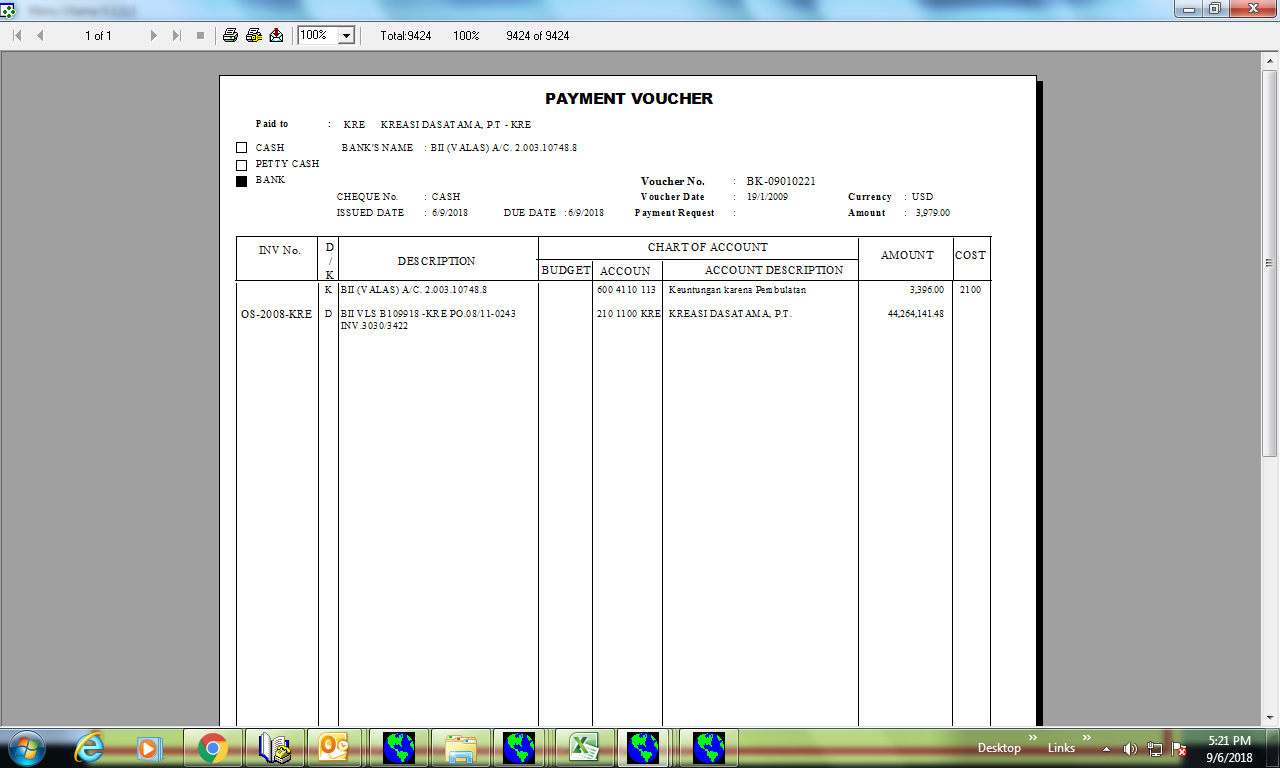 1 of 1 100% Total:9424 100% 9424 of 9424
PAYMENT VOUCHER
Paid to : KRE KREASI DASATAMA, P.T - KRE
CASH BANK'S NAME : BII (VALAS) A/C. 2.003.10748.8
PETTY CASH
BANK
Voucher No. : BK-09010221
CHEQUE No. : CASH Voucher Date : 19/1/2009 Currency : USD
ISSUED DATE : 6/9/2018 DUE DATE : 6/9/2018 Payment Request : Amount : 3,979.00
INV No. D / K DESCRIPTION CHART OF ACCOUNT AMOUNT COST
BUDGET ACCOUN ACCOUNT DESCRIPTION
K BII (VALAS) A/C. 2.003.10748.8 600 4110 113 Keuntungan karena Pembulatan 3,396.00 2100
OS-2008-KRE D BII VLS B109918 -KRE PO.08/11-0243 210 1100 KRE KREASI DASATAMA, P.T. 44,264,141.48
INV.3030/3422
Desktop Links 5:21 PM
9/6/2018